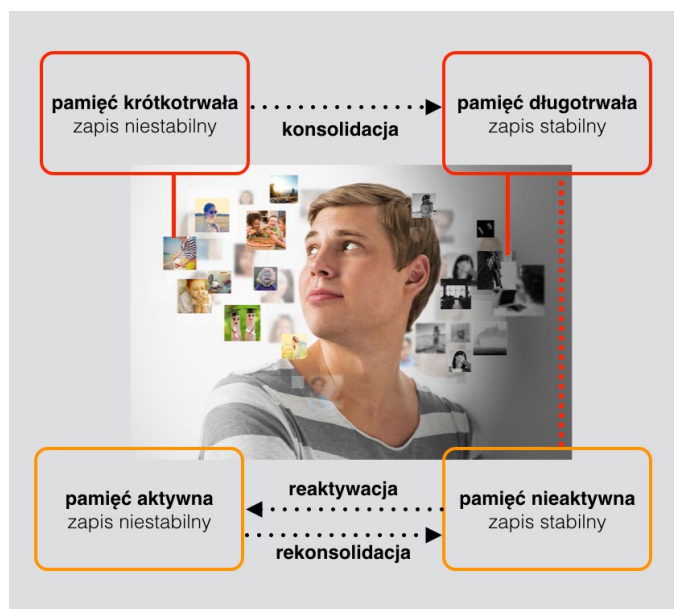 pamięć krótkotrwała
zapis niestabilny
konsolidacja
pamięć długotrwała
zapis stabilny
pamięć aktywna
zapis niestabilny
reaktywacja
rekonsolidacja
pamięć nieaktywna
zapis stabilny